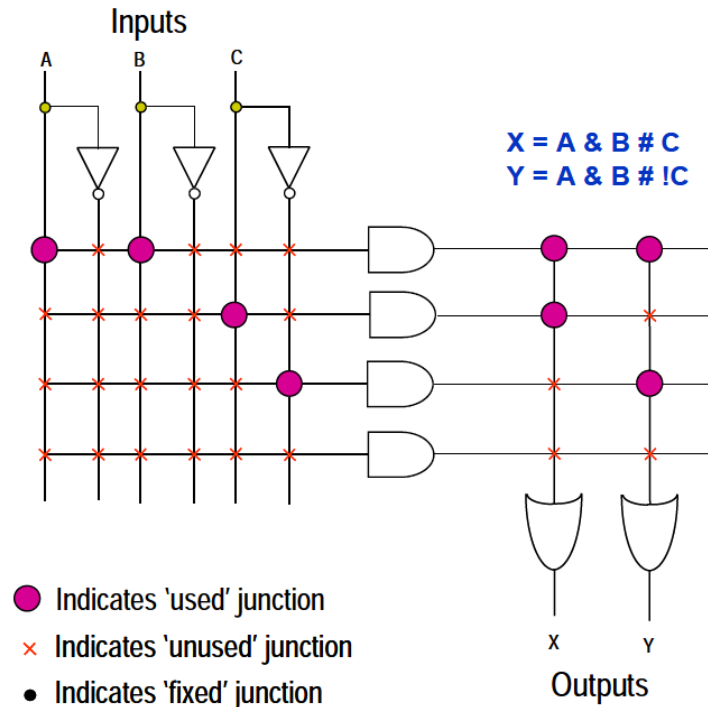 Inputs
A B C
X = A & B # C
Y = A & B # !C
Indicates ‘used’ junction
Indicates ‘unused’ junction
Indicates ‘fixed’ junction
X Y
Outputs